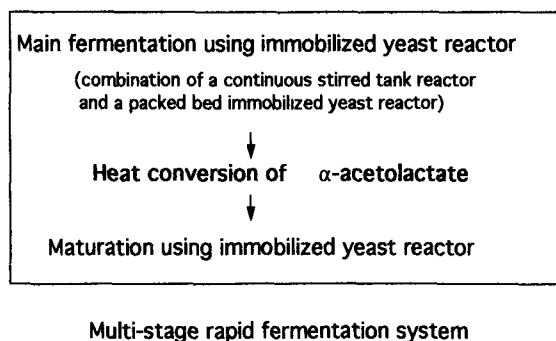 Main fermentation using immobilized yeast reactor
(combination of a continuous stirred tank reactor
and a packed bed immobilized yeast reactor)
Heat conversion of α-acetolactate
Maturation using immobilized yeast reactor
Multi-stage rapid fermentation system